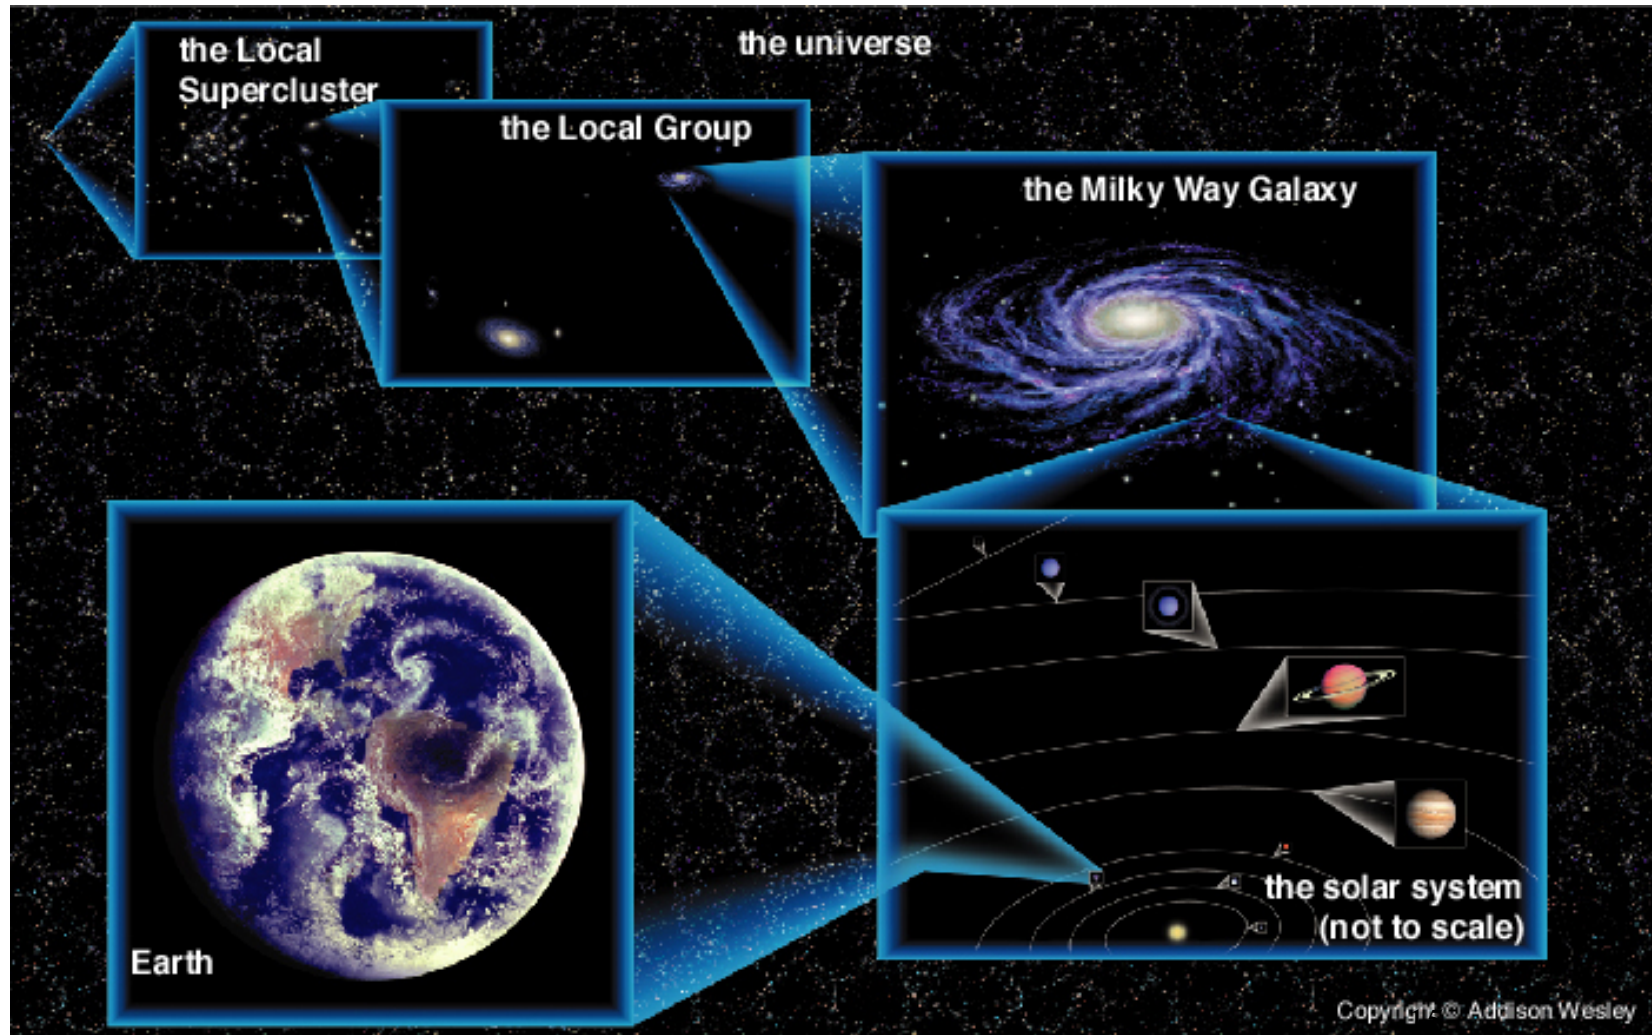 the universe
the Local
Supercluster
the Local Group
the Milky Way Galaxy
the solar system
(not to scale)
Earth
Copyright © Addison Wesley